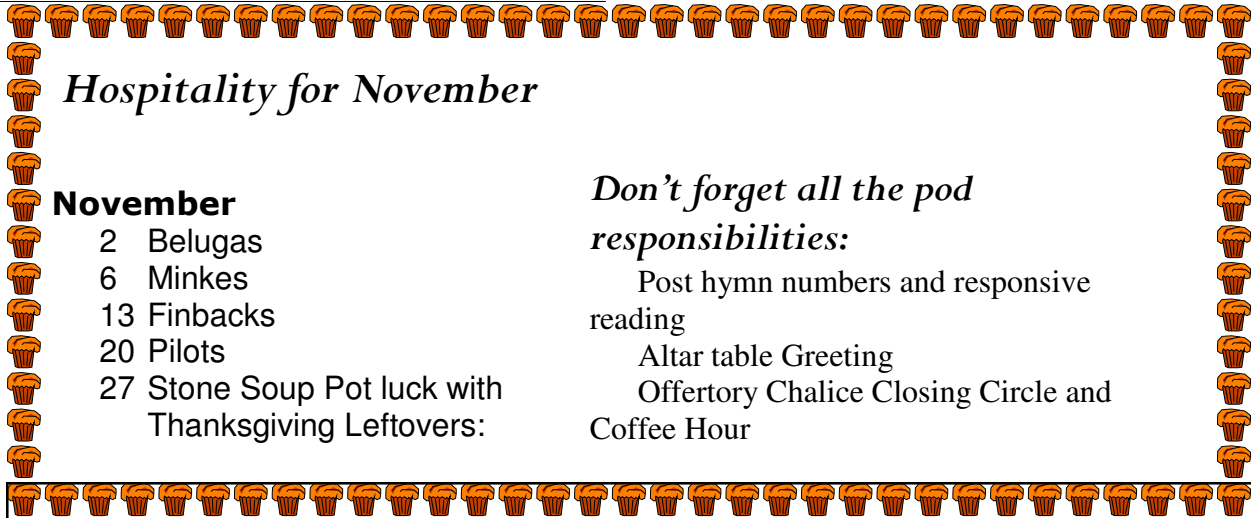 Hospitality for November
November
2 Belugas
6 Minkes
13 Finbacks
20 Pilots
27 Stone Soup Pot luck with
Thanksgiving Leftovers:
Don't forget all the pod
responsibilities:
Post hymn numbers and responsive
reading
Altar table Greeting
Offertory Chalice Closing Circle and
Coffee Hour